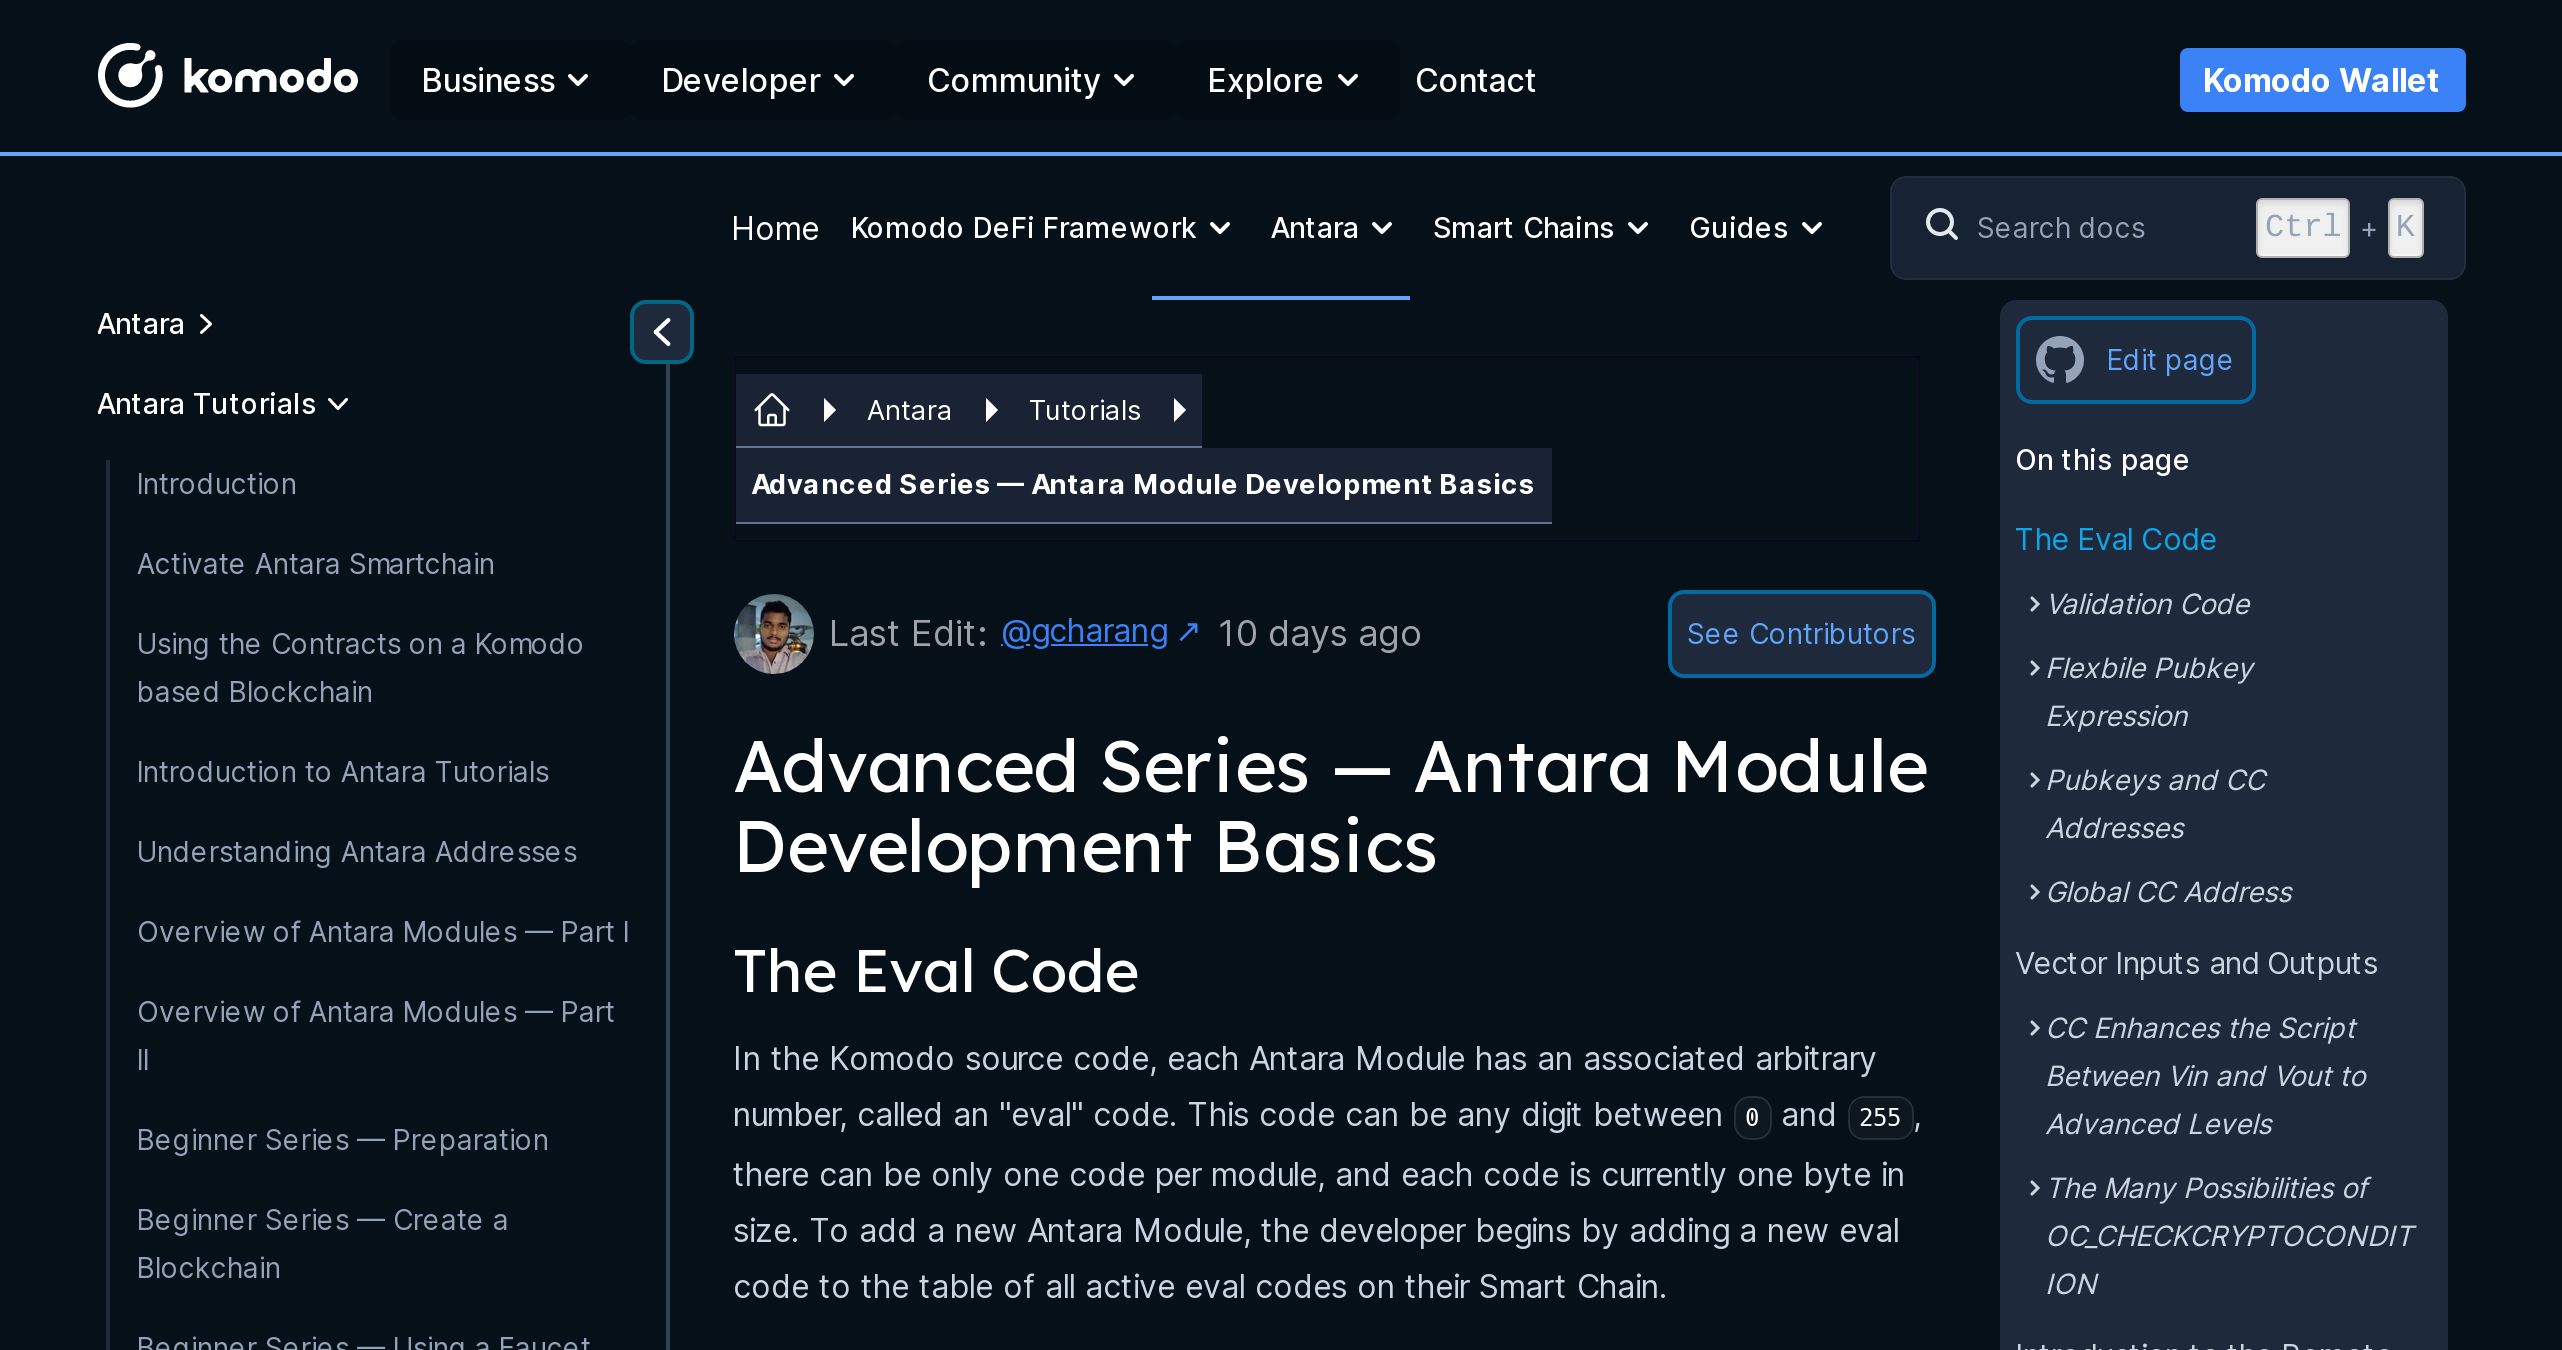 komodo
Business
Developer
Community
Explore
Contact
Komodo Wallet
Home
Komodo DeFi Framework
Antara
Smart Chains
Guides
Search docs
Ctrl + K
Antara
Antara Tutorials
Introduction
Activate Antara Smartchain
Using the Contracts on a Komodo
based Blockchain
Introduction to Antara Tutorials
Understanding Antara Addresses
Overview of Antara Modules — Part I
Overview of Antara Modules — Part
II
Beginner Series — Preparation
Beginner Series — Create a
Blockchain
Beginner Series — Using a Faucet
Antara
Tutorials
Advanced Series — Antara Module Development Basics
Last Edit: @gcharang ↗ 10 days ago
See Contributors
Advanced Series — Antara Module
Development Basics
The Eval Code
In the Komodo source code, each Antara Module has an associated arbitrary
number, called an "eval" code. This code can be any digit between 0 and 255,
there can be only one code per module, and each code is currently one byte in
size. To add a new Antara Module, the developer begins by adding a new eval
code to the table of all active eval codes on their Smart Chain.
Edit page
On this page
The Eval Code
Validation Code
Flexbile Pubkey
Expression
Pubkeys and CC
Addresses
Global CC Address
Vector Inputs and Outputs
CC Enhances the Script
Between Vin and Vout to
Advanced Levels
The Many Possibilities of
OC_CHECKCRYPTOCONDIT
ION
Introduction to the Remote